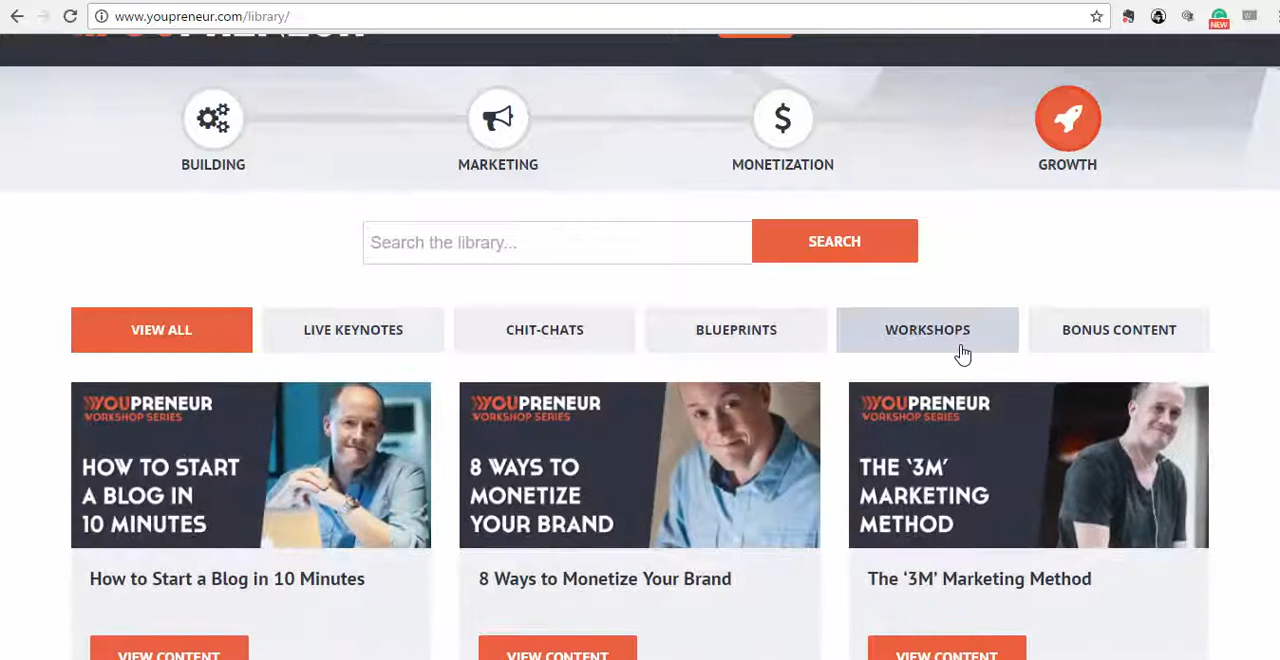 www.youpreneur.com/library/
NEW
YOUPRENEUR
BUILDING
MARKETING
MONETIZATION
GROWTH
Search the library...
SEARCH
VIEW ALL
LIVE KEYNOTES
CHIT-CHATS
BLUEPRINTS
WORKSHOPS
BONUS CONTENT
YOUPRENEUR
WORKSHOP SERIES
HOW TO START
A BLOG IN
10 MINUTES
YOUPRENEUR
WORKSHOP SERIES
8 WAYS TO
MONETIZE
YOUR BRAND
YOUPRENEUR
WORKSHOP SERIES
THE ‘3M’
MARKETING
METHOD
How to Start a Blog in 10 Minutes
8 Ways to Monetize Your Brand
The ‘3M’ Marketing Method
VIEW CONTENT
VIEW CONTENT
VIEW CONTENT